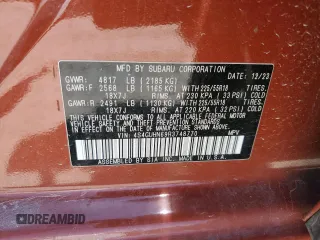 MFD. BY SUBARU CORPORATION DATE 12/23
GVWR: 4817 LB (2185 KG)
GAWR:F 2568 LB (1165 KG) WITH 225/55R18 TIRES,
18X7J RIMS, AT 230 KPA (33 PSI) COLD
GAWR:R 2491 LB (1130 KG) WITH 225/55R18 TIRES,
18X7J RIMS, AT 220 KPA (32 PSI) COLD
THIS VEHICLE CONFORMS TO ALL APPLICABLE
FEDERAL MOTOR VEHICLE SAFETY, BUMPER,
AND THEFT PREVENTION STANDARDS IN
EFFECT ON THE DATE OF MANUFACTURE
SHOWN ABOVE.
VIN: 4S4GUHN69R3748720 MPV
ASSEMBLED BY SIA INC. MADE IN U.S.A.
DREAMBID